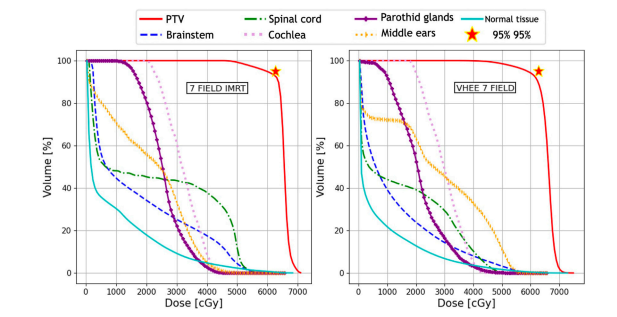 PTV Spinal cord Parothid glands Normal tissue
Brainstem Cochlea Middle ears 95% 95%
7 FIELD IMRT
Volume [%]
100
80
60
40
20
0
0 1000 2000 3000 4000 5000 6000 7000
Dose [cGy]
VHEE 7 FIELD
Volume [%]
100
80
60
40
20
0
0 1000 2000 3000 4000 5000 6000 7000
Dose [cGy]